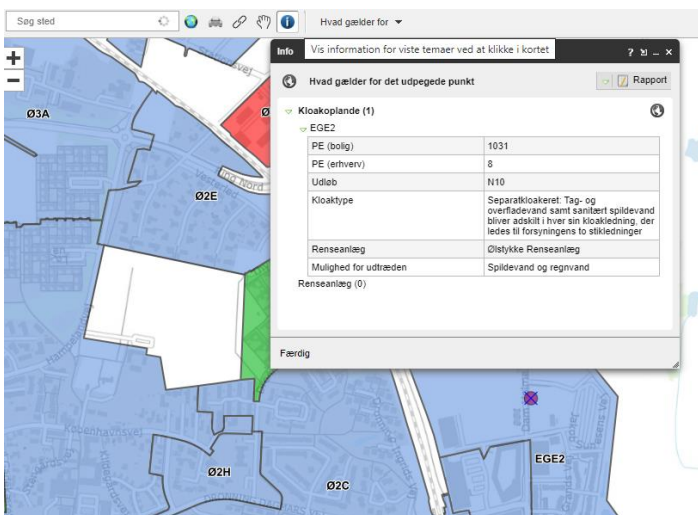 Søg sted
Hvad gælder for
Info
Vis information for viste temaer ved at klikke i kortet
Hvad gælder for det udpegede punkt
Rapport
Kloakoplande (1)
EGE2
PE (bolig) 1031
PE (erhverv) 8
Udløb N10
Kloaktype Separatkloakeret: Tag- og
overfladevand samt sanitært spildevand
bliver adskilt i hver sin kloakledning, der
ledes til forsyningens to stikledninger
Renseanlæg Ølstykke Renseanlæg
Mulighed for udtræden Spildevand og regnvand
Renseanlæg (0)
Færdig
Ø3A
Ø2E
Københavnsvej
Ø2H
Ø2C
EGE2